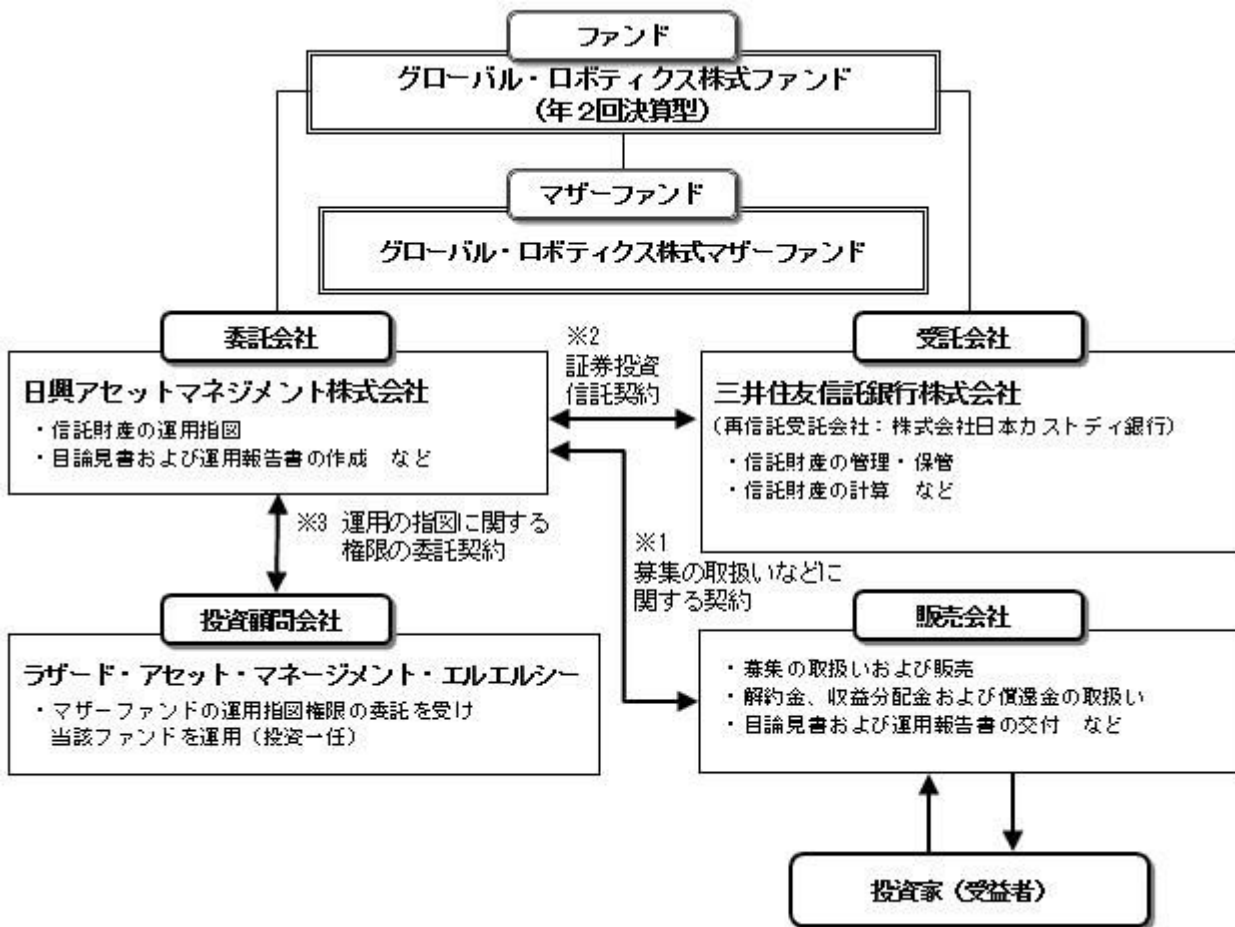 ファンド
グローバル・ロボティクス株式ファンド
(年2回決算型)
マザーファンド
グローバル・ロボティクス株式マザーファンド
委託会社
日興アセットマネジメント株式会社
・信託財産の運用指図
・目論見書および運用報告書の作成 など
※2
証券投資
信託契約
受託会社
三井住友信託銀行株式会社
(再信託受託会社:株式会社日本カストディ銀行)
・信託財産の管理・保管
・信託財産の計算 など
※3 運用の指図に関する
権限の委託契約
※1
募集の取扱いなどに
関する契約
投資顧問会社
ラザード・アセット・マネージメント・エルエルシー
・マザーファンドの運用指図権限の委託を受け
当該ファンドを運用(投資一任)
販売会社
・募集の取扱いおよび販売
・解約金、収益分配金および償還金の取扱い
・目論見書および運用報告書の交付 など
投資家(受益者)